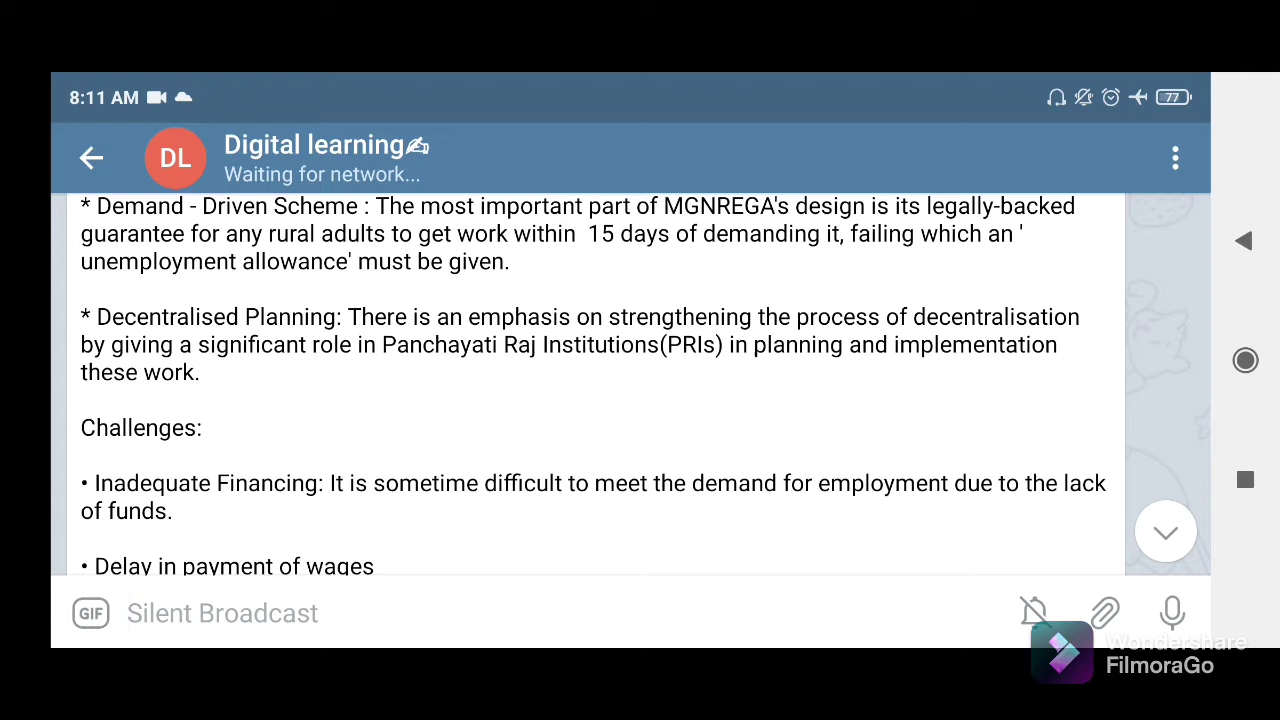 8:11 AM
77
DL
Digital learning✍
Waiting for network...
* Demand - Driven Scheme : The most important part of MGNREGA's design is its legally-backed
guarantee for any rural adults to get work within  15 days of demanding it, failing which an '
unemployment allowance' must be given.
* Decentralised Planning: There is an emphasis on strengthening the process of decentralisation
by giving a significant role in Panchayati Raj Institutions(PRIs) in planning and implementation
these work.
Challenges:
• Inadequate Financing: It is sometime difficult to meet the demand for employment due to the lack
of funds.
• Delay in payment of wages
GIF Silent Broadcast
Wondershare
FilmoraGo